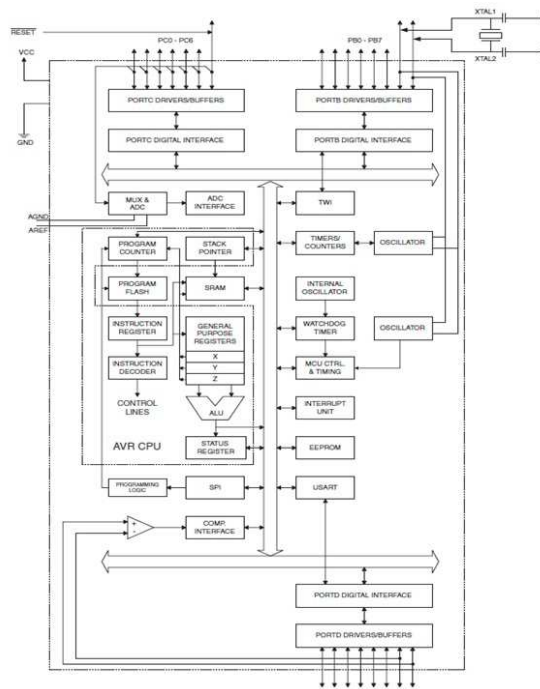 XTAL1
RESET
PC0 - PC6
PB0 - PB7
VCC
XTAL2
PORTC DRIVERS/BUFFERS
PORTB DRIVERS/BUFFERS
GND
PORTC DIGITAL INTERFACE
PORTB DIGITAL INTERFACE
MUX &
ADC
ADC
INTERFACE
TWI
AGND
AREF
PROGRAM
COUNTER
STACK
POINTER
TIMERS/
COUNTERS
OSCILLATOR
PROGRAM
FLASH
SRAM
INTERNAL
OSCILLATOR
INSTRUCTION
REGISTER
GENERAL
PURPOSE
REGISTERS
WATCHDOG
TIMER
OSCILLATOR
X
Y
Z
INSTRUCTION
DECODER
MCU CTRL.
& TIMING
CONTROL
LINES
ALU
INTERRUPT
UNIT
AVR CPU
STATUS
REGISTER
EEPROM
PROGRAMMING
LOGIC
SPI
USART
+
-
COMP.
INTERFACE
PORTD DIGITAL INTERFACE
PORTD DRIVERS/BUFFERS